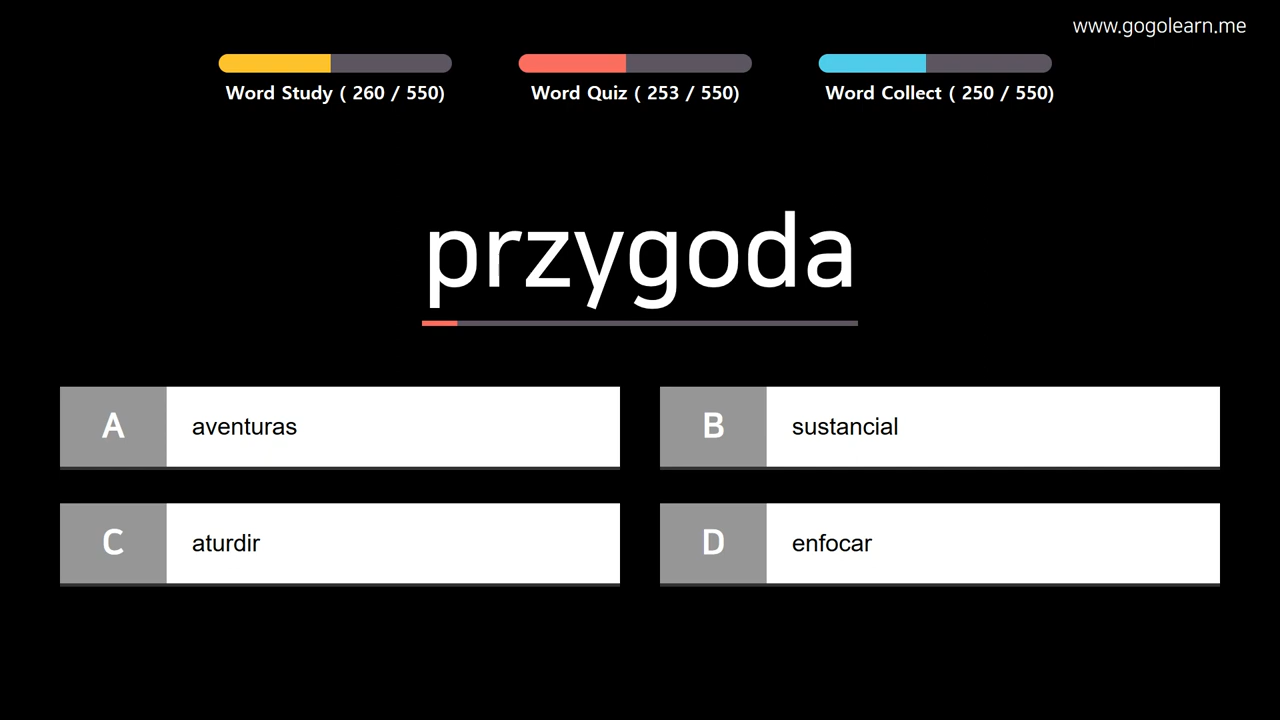 www.gogolearn.me
Word Study ( 260 / 550)
Word Quiz ( 253 / 550)
Word Collect ( 250 / 550)
przygoda
A aventuras
B sustancial
C aturdir
D enfocar